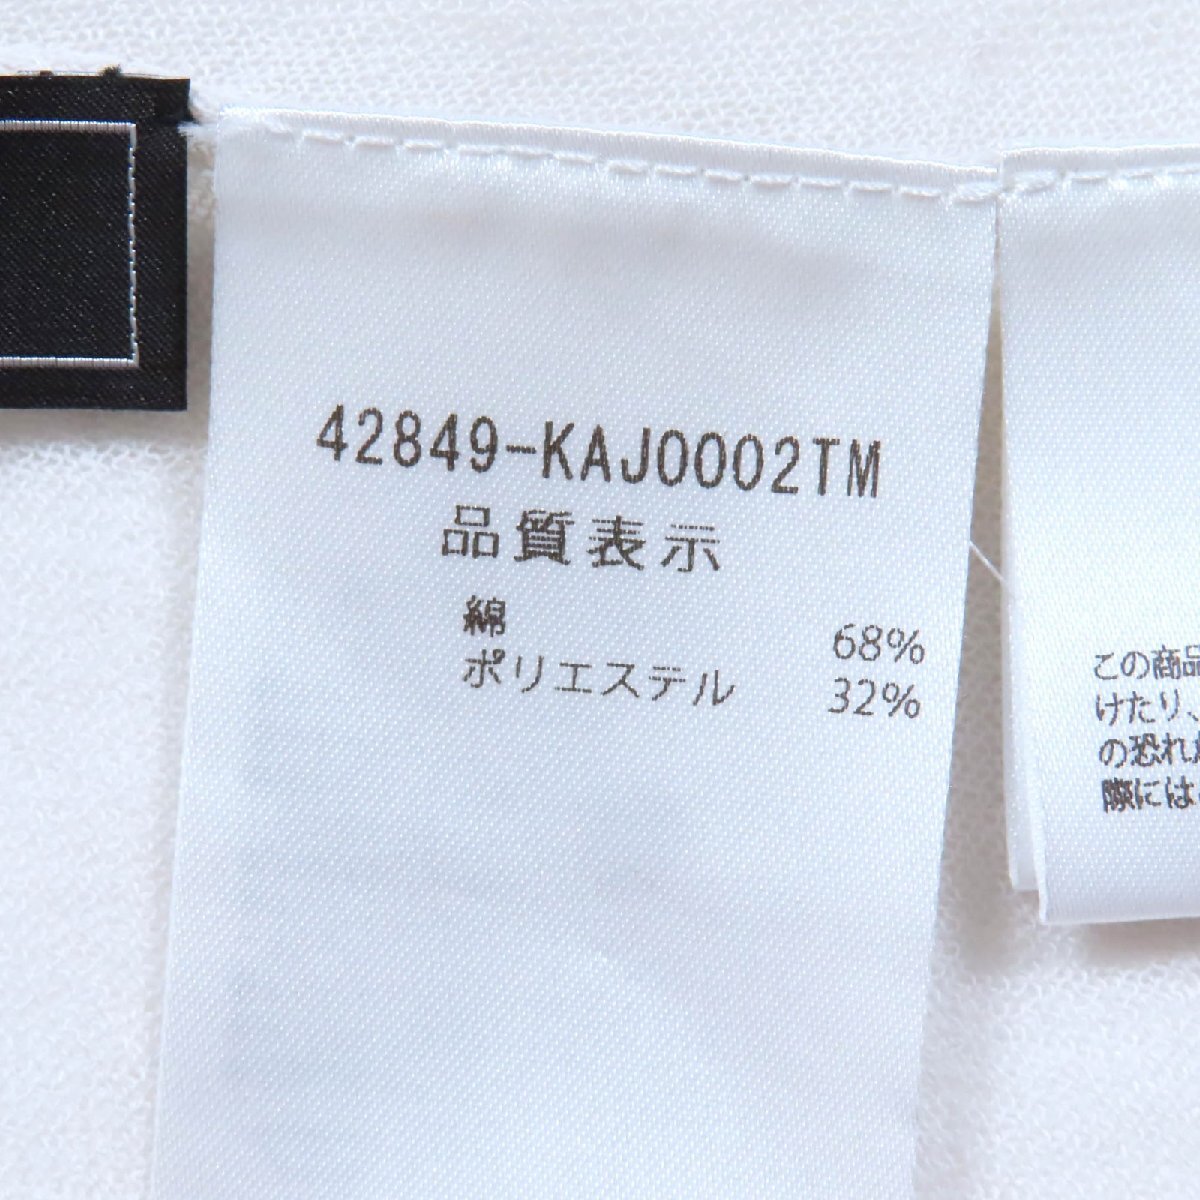 42849-KAJ0002TM
品質表示
綿 68%
ポリエステル 32%
この商品
けたり、
の恐れ
際には